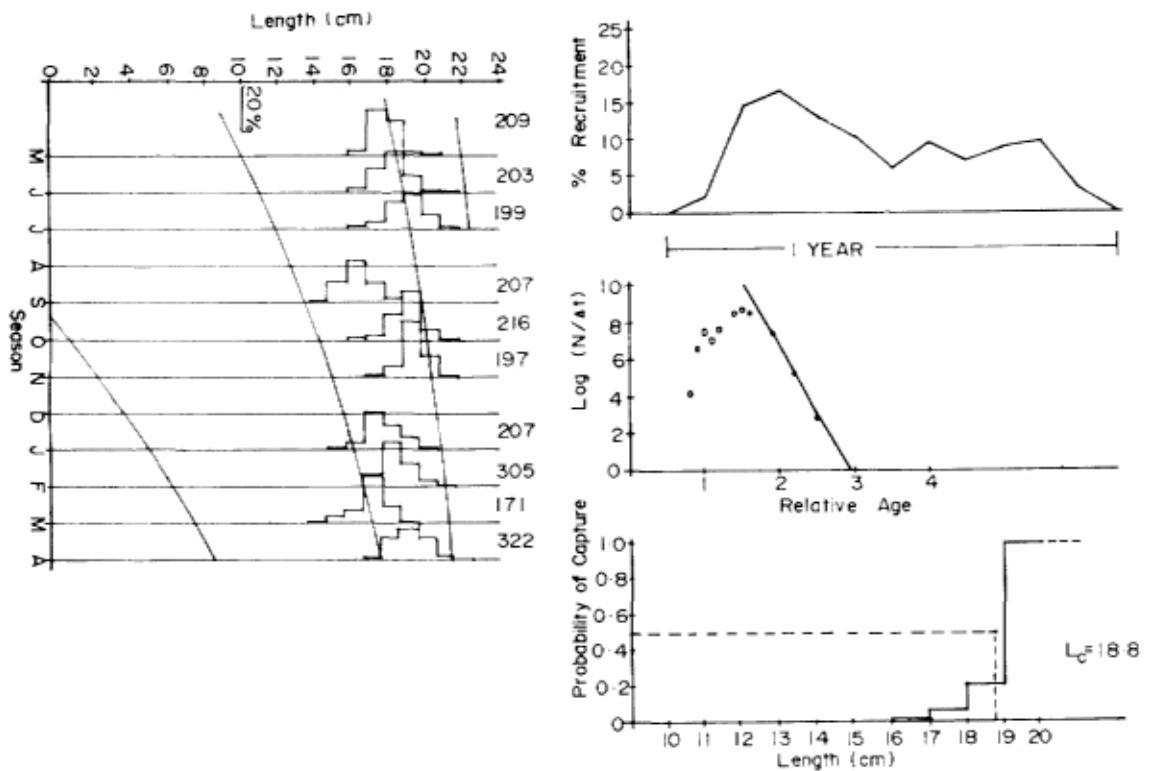 Length (cm)
0 2 4 6 8 10 12 14 16 18 20 22 24
20%
209
M
203
J
199
J
A
207
S
216
O
197
N
D
207
J
305
F
171
M
322
A
Season
% Recruitment
25
20
15
10
5
0
1 YEAR
Log (N/Δt)
10
8
6
4
2
0
1 2 3 4
Relative Age
Probability of Capture
1·0
0·8
0·6
0·4
0·2
0
Lc=18·8
10 11 12 13 14 15 16 17 18 19 20
Length (cm)